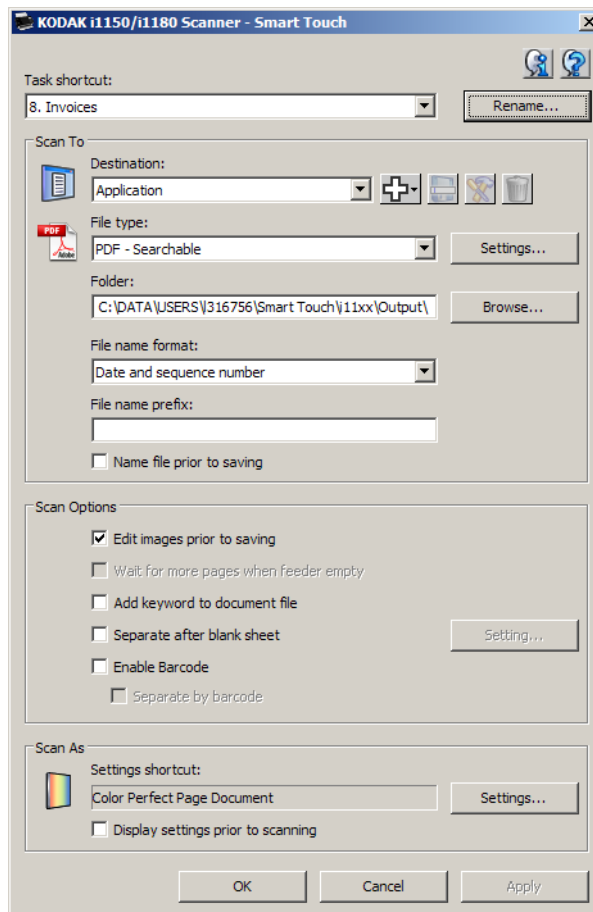 KODAK i1150/i1180 Scanner - Smart Touch
Task shortcut:
8. Invoices
Rename...
Scan To
Destination:
Application
PDF
Adobe
File type:
PDF - Searchable
Settings...
Folder:
C:\DATA\USERS\l316756\Smart Touch\i11xx\Output\
Browse...
File name format:
Date and sequence number
File name prefix:
Name file prior to saving
Scan Options
Edit images prior to saving
Wait for more pages when feeder empty
Add keyword to document file
Separate after blank sheet
Setting...
Enable Barcode
Separate by barcode
Scan As
Settings shortcut:
Color Perfect Page Document
Settings...
Display settings prior to scanning
OK
Cancel
Apply